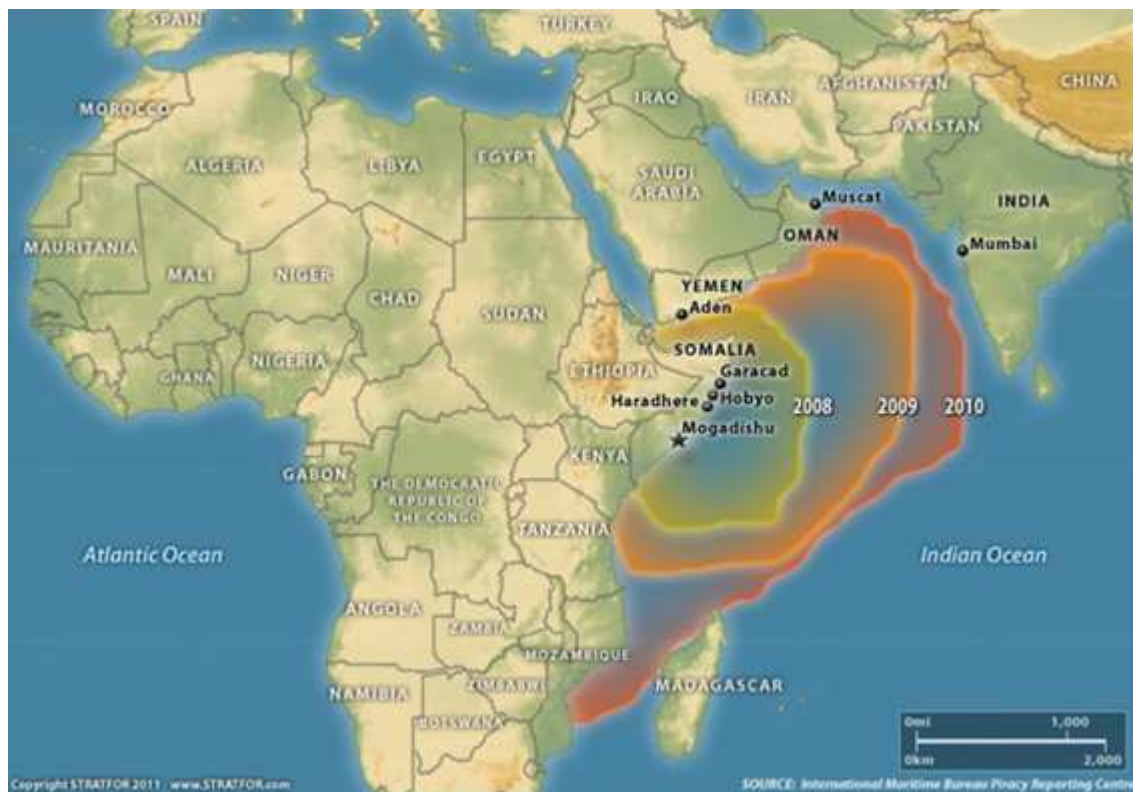 SPAIN
TURKEY
CHINA
AFGHANISTAN
IRAQ
IRAN
MOROCCO
PAKISTAN
ALGERIA
LIBYA
EGYPT
SAUDI
ARABIA
Muscat
INDIA
OMAN
Mumbai
MAURITANIA
MALI
NIGER
CHAD
SUDAN
YEMEN
Aden
SOMALIA
NIGERIA
GHANA
ETHIOPIA
Garacad
Hobyo
Haradhere
2008
2009
2010
Mogadishu
KENYA
GABON
THE DEMOCRATIC
REPUBLIC OF
THE CONGO
TANZANIA
Atlantic Ocean
Indian Ocean
ANGOLA
ZAMBIA
MOZAMBIQUE
ZIMBABWE
MADAGASCAR
NAMIBIA
BOTSWANA
0mi 1,000
0km 2,000
Copyright STRATFOR 2011 www.STRATFOR.com
SOURCE: International Maritime Bureau Piracy Reporting Centre